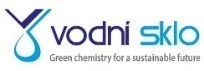 vodní sklo
Green chemistry for a sustainable future